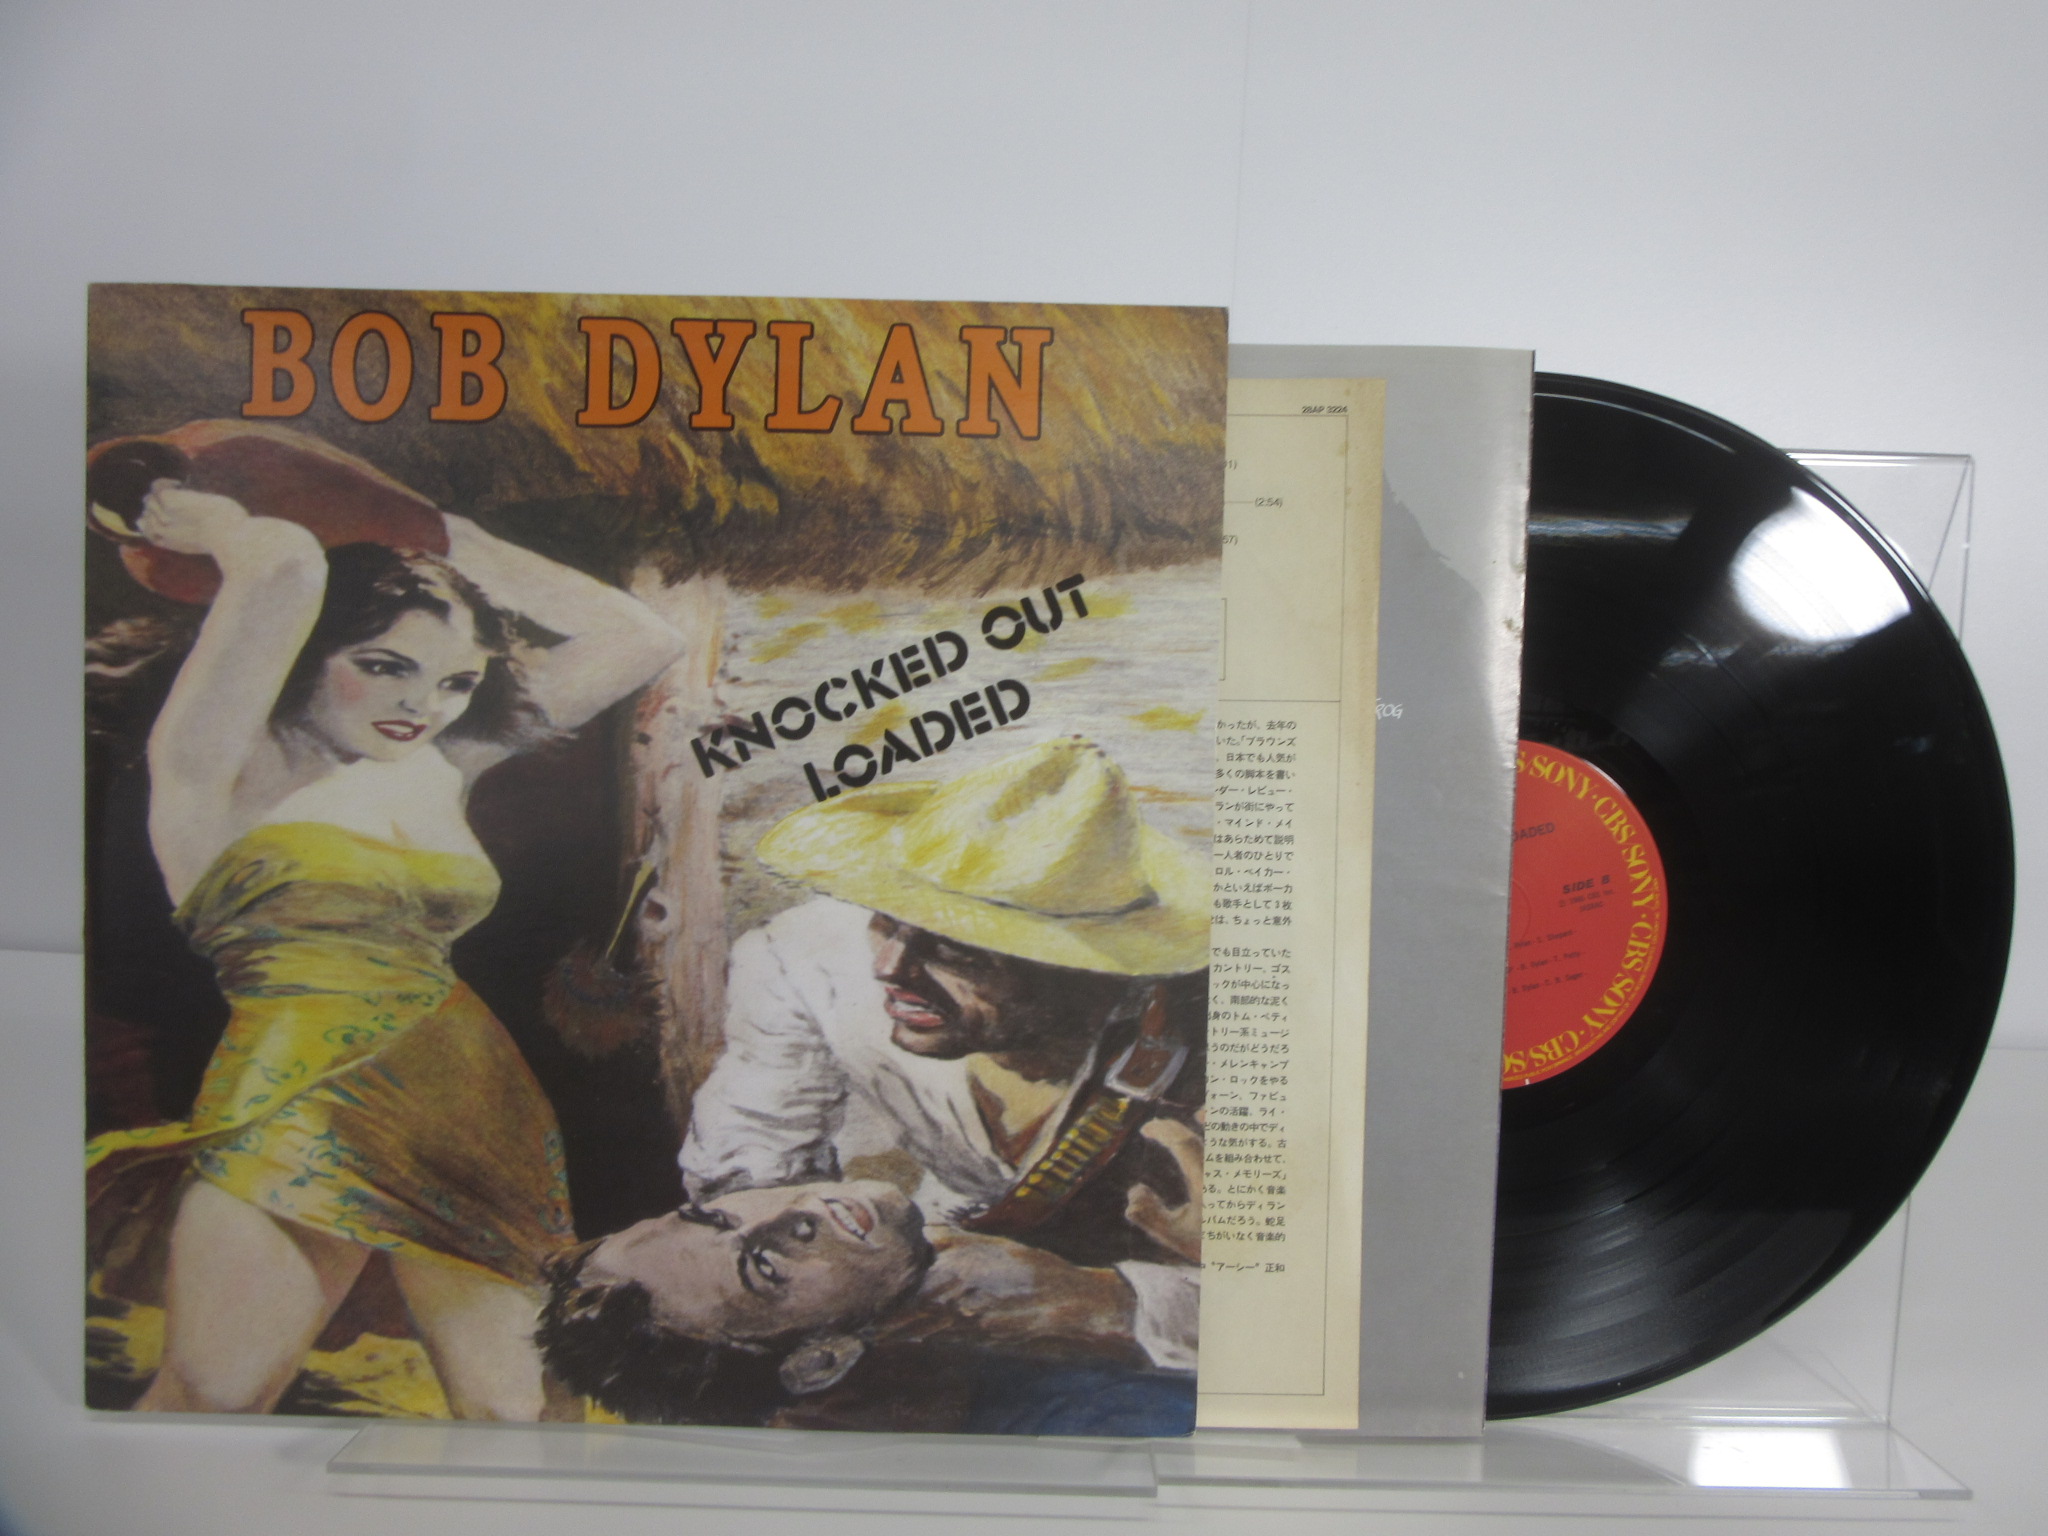 BOB DYLAN
KNOCKED OUT
LOADED
28AP 3224
(2:54)
57)
かったが、去年の
いた。「ブラウンズ
、日本でも人気が
多くの脚本を書い
ダー・レビュー・
ランが街にやって
・マインド・メイ
はあらためて説明
一人者のひとりで
ロル・ベイカー・
かといえばポーカ
も歌手として3枚
は、ちょっと意外
でも目立っていた
カントリー、ゴス
ックが中心になっ
く、南部的な泥く
身のトム・ペティ
トリー系ミュージ
うのだがどうだろ
・メレンキャンプ
ン・ロックをやる
ォーン、ファビュ
ンの活躍、ライ・
どの動きの中でディ
ような気がする。古
ムを組み合わせて、
ャス・メモリーズ」
ある。とにかく音楽
ってからディラン
バムだろう。蛇足
ちがいなく音楽的
"アーシー" 正和
ROG
SONY·CBS SONY·CBS SONY·CBS SONY·CBS
OADED
SIDE B